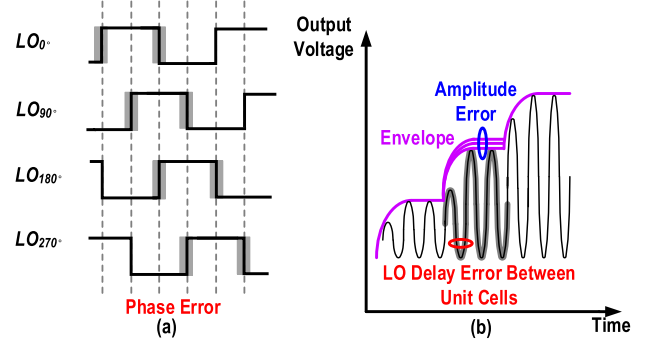 LO0°
LO90°
LO180°
LO270°
Phase Error
(a)
Output
Voltage
Amplitude
Error
Envelope
LO Delay Error Between
Unit Cells
Time
(b)